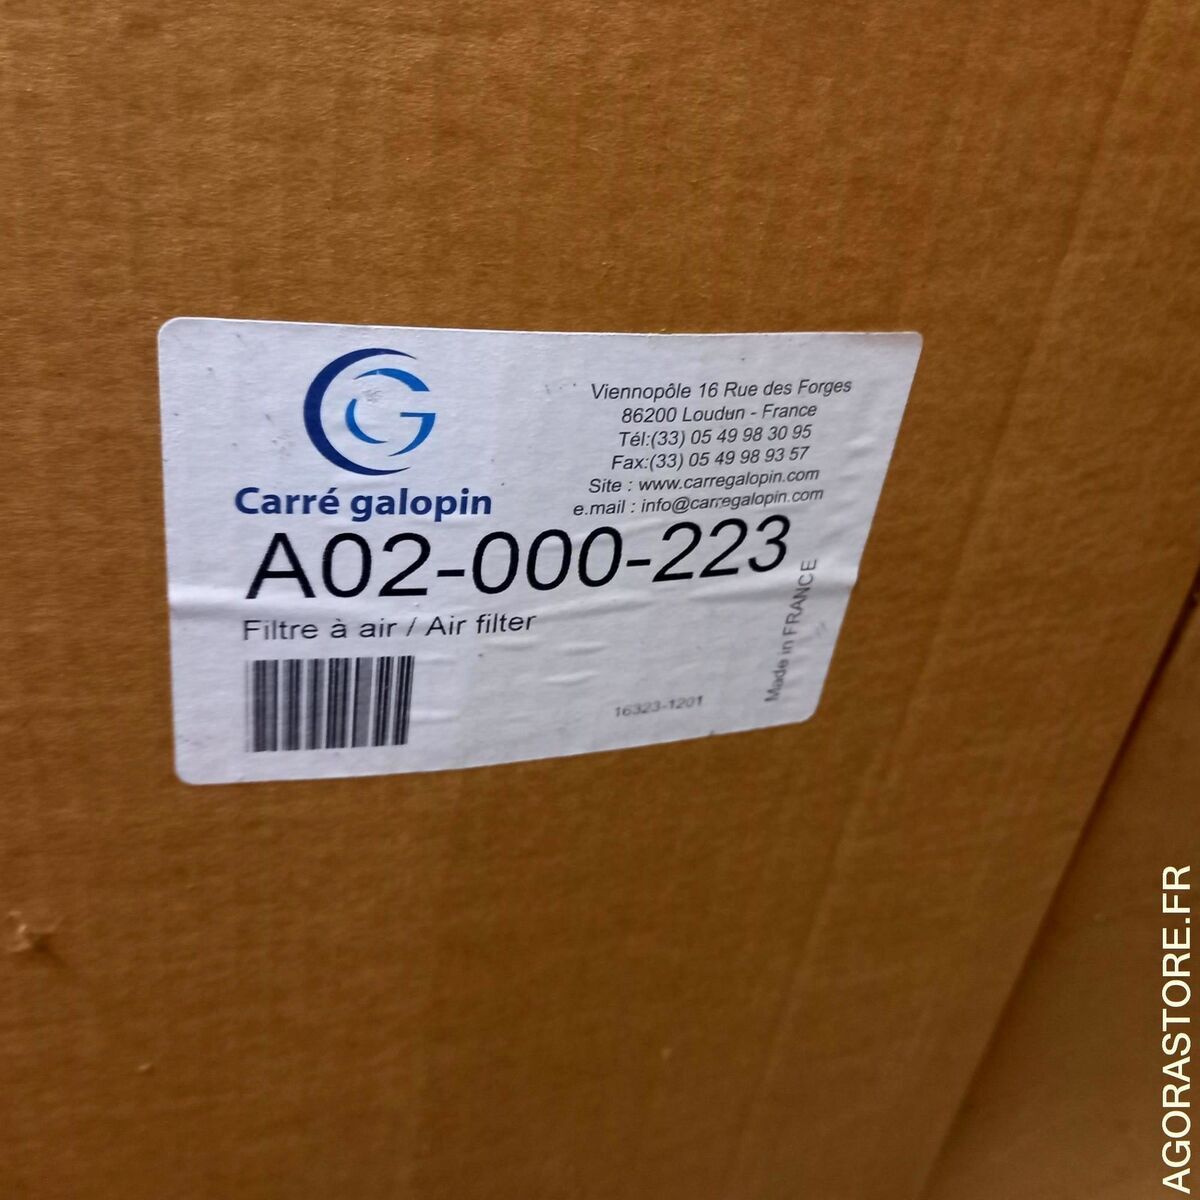 Carré galopin
Viennopôle 16 Rue des Forges
86200 Loudun - France
Tél:(33) 05 49 98 30 95
Fax:(33) 05 49 98 93 57
Site : www.carregalopin.com
e.mail : info@carregalopin.com
A02-000-223
Filtre à air / Air filter
16323-1201
Made in FRANCE
AGORASTORE.FR